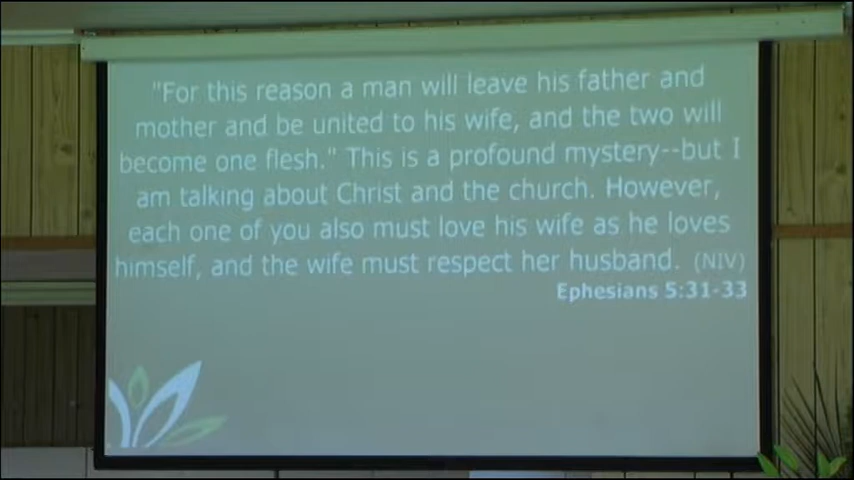 "For this reason a man will leave his father and
mother and be united to his wife, and the two will
become one flesh." This is a profound mystery--but I
am talking about Christ and the church. However,
each one of you also must love his wife as he loves
himself, and the wife must respect her husband. (NIV)
Ephesians 5:31-33